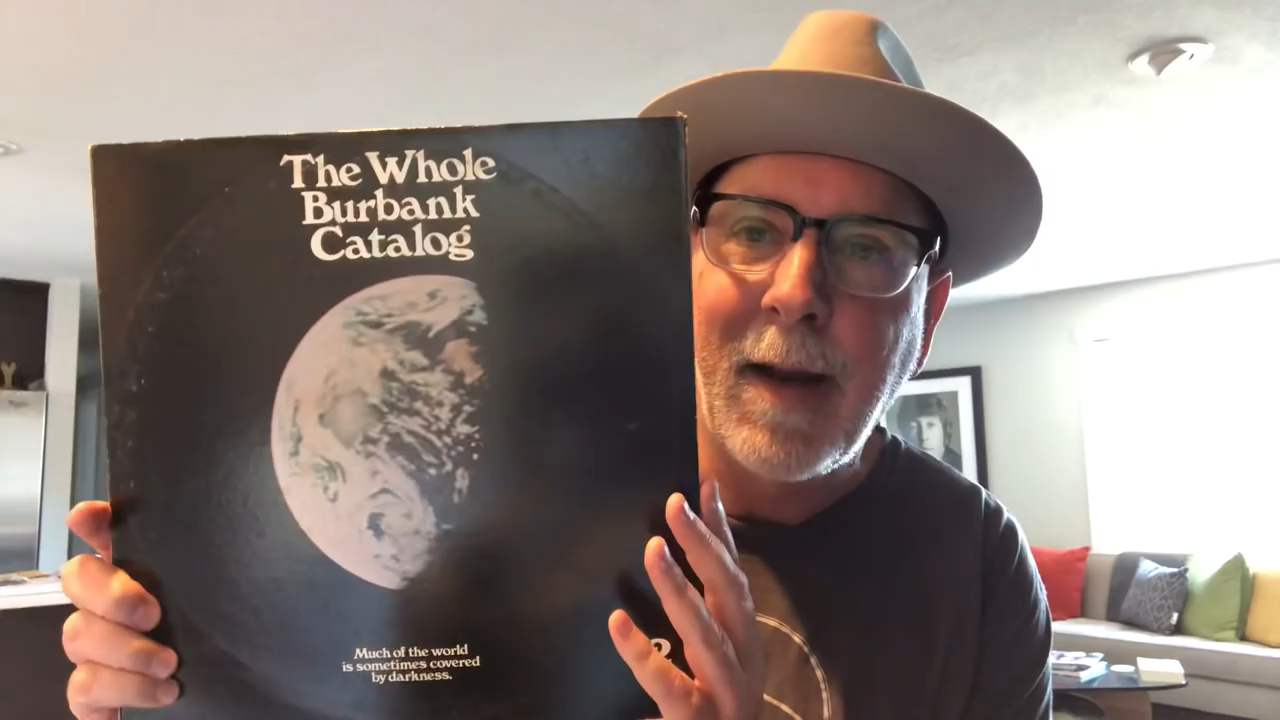 The Whole
Burbank
Catalog
Much of the world
is sometimes covered
by darkness.